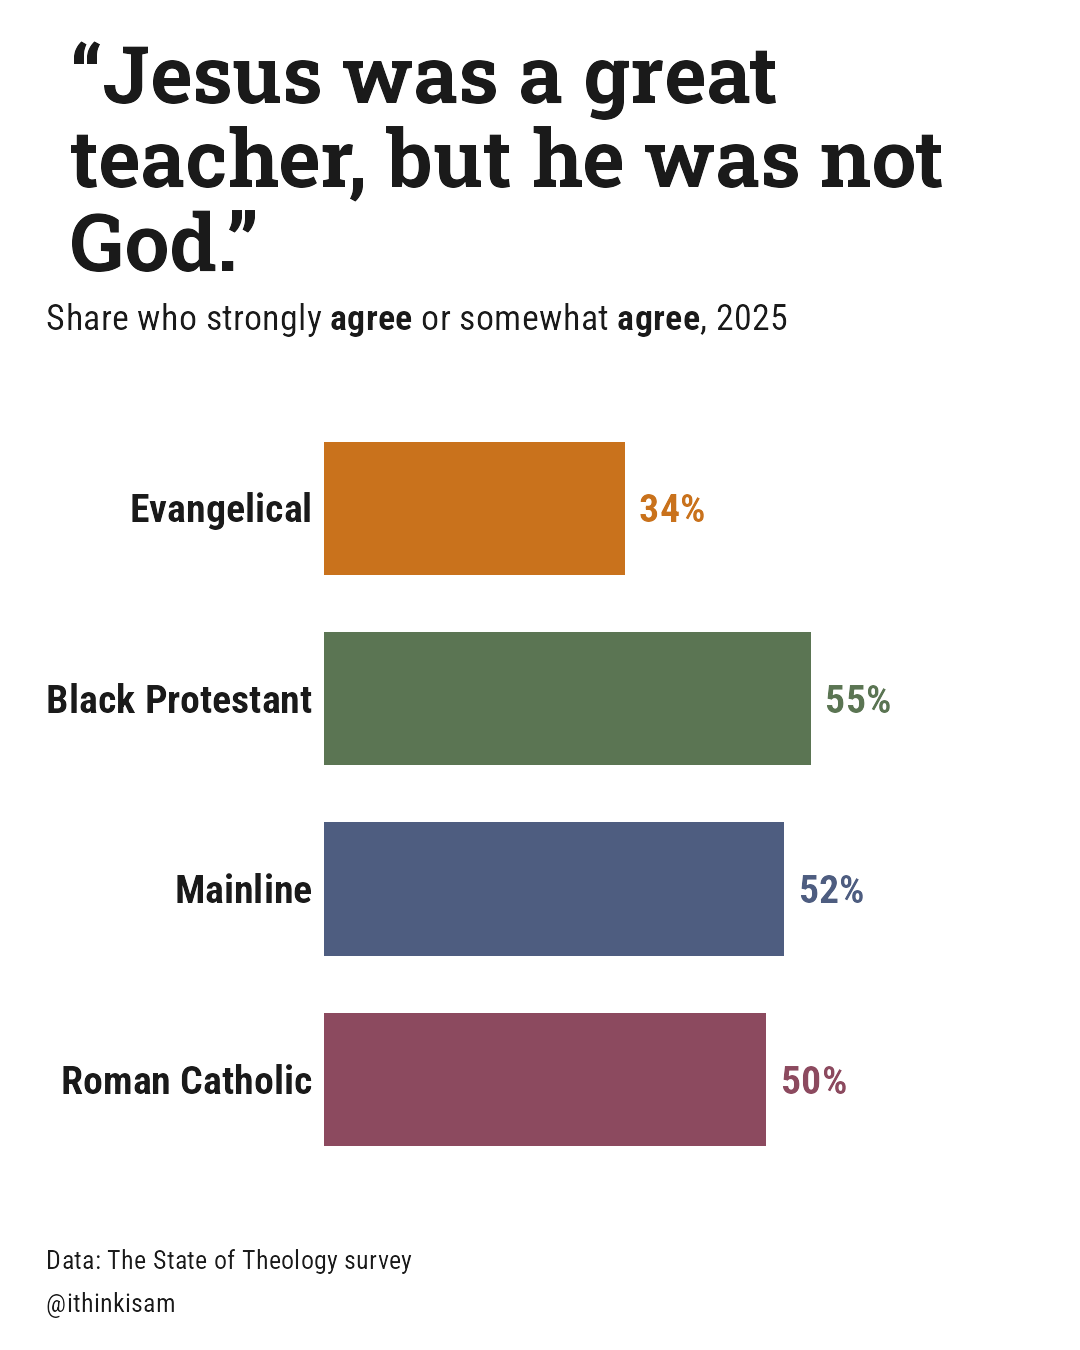 “Jesus was a great
teacher, but he was not
God.”
Share who strongly agree or somewhat agree, 2025
Evangelical 34%
Black Protestant 55%
Mainline 52%
Roman Catholic 50%
Data: The State of Theology survey
@ithinkisam